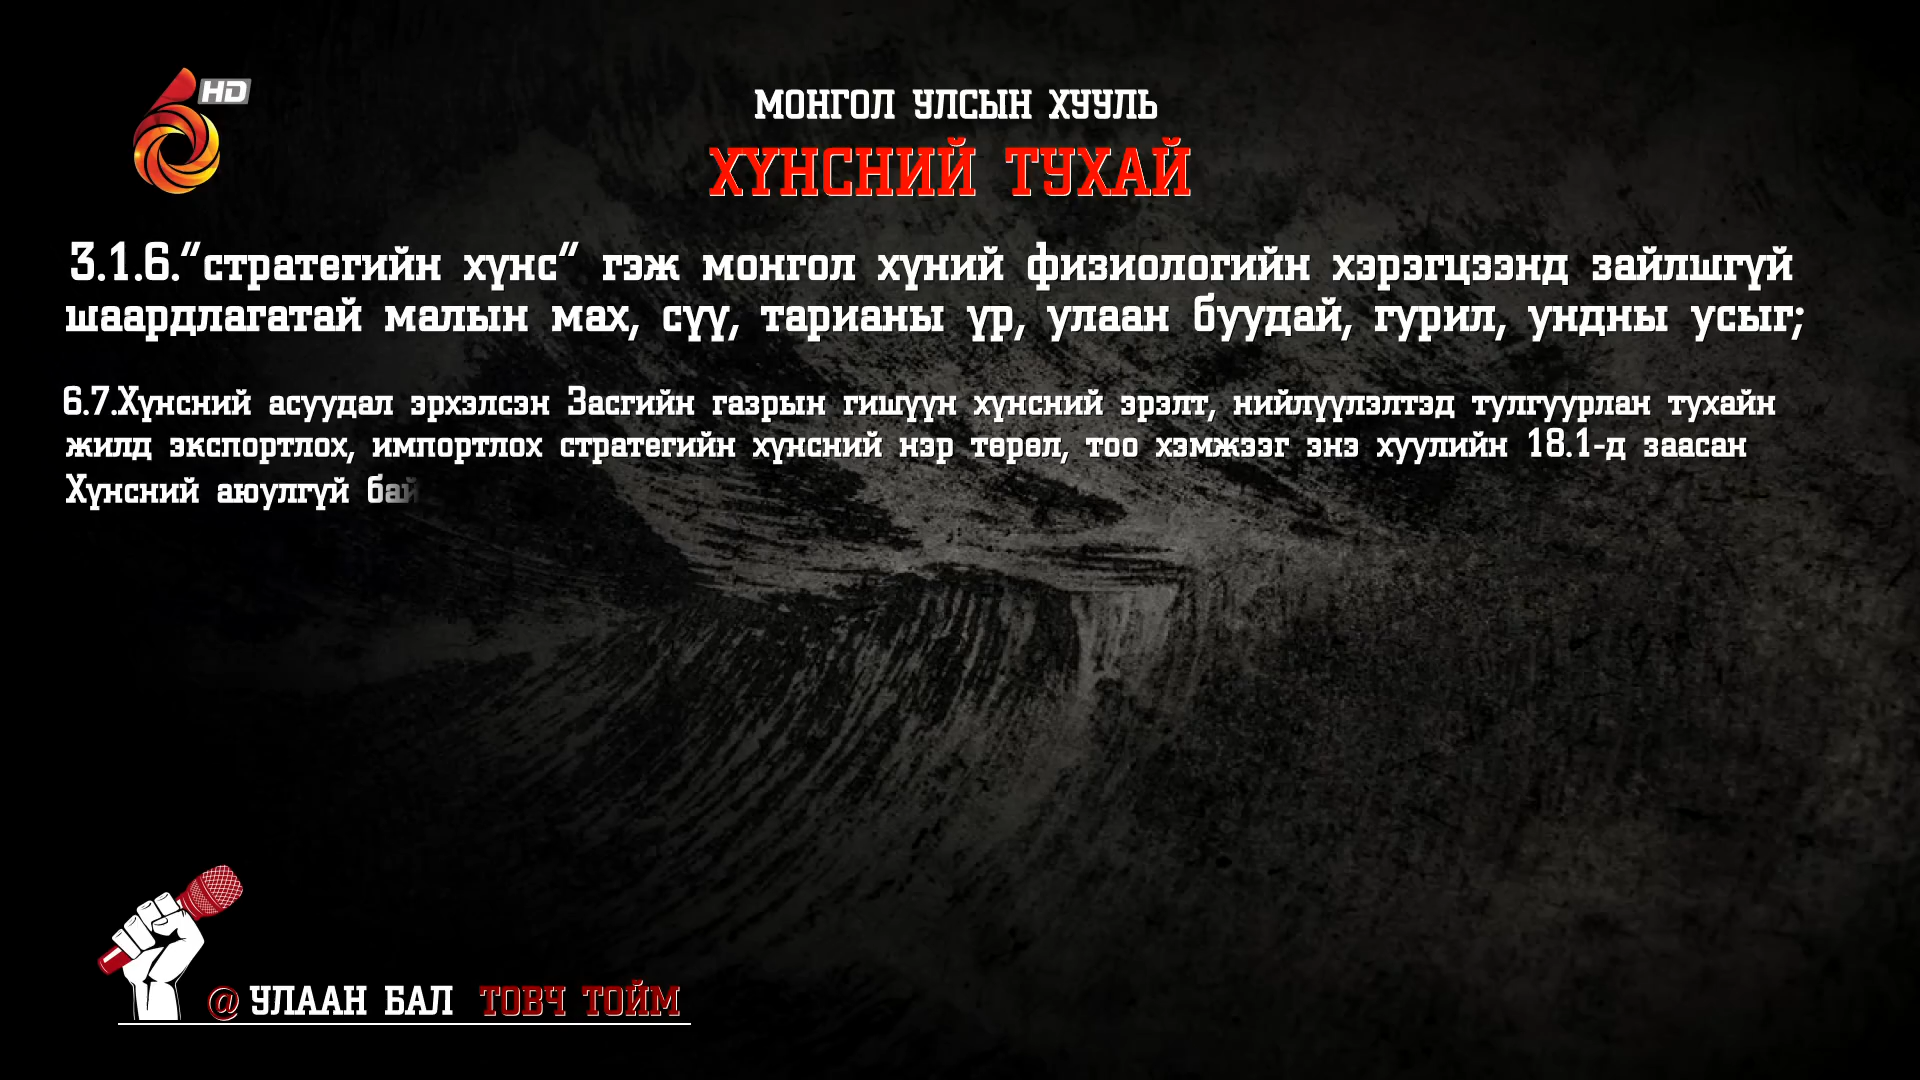 HD
МОНГОЛ УЛСЫН ХУУЛЬ
ХҮНСНИЙ ТУХАЙ
3.1.6.“стратегийн хүнс“ гэж монгол хүний физиологийн хэрэгцээнд зайлшгүй
шаардлагатай малын мах, сүү, тарианы үр, улаан буудай, гурил, ундны усыг;
6.7.Хүнсний асуудал эрхэлсэн Засгийн газрын гишүүн хүнсний эрэлт, нийлүүлэлтэд тулгуурлан тухайн
жилд экспортлох, импортлох стратегийн хүнсний нэр төрөл, тоо хэмжээг энэ хуулийн 18.1-д заасан
Хүнсний аюулгүй бай
@ УЛААН БАЛ ТОВЧ ТОЙМ